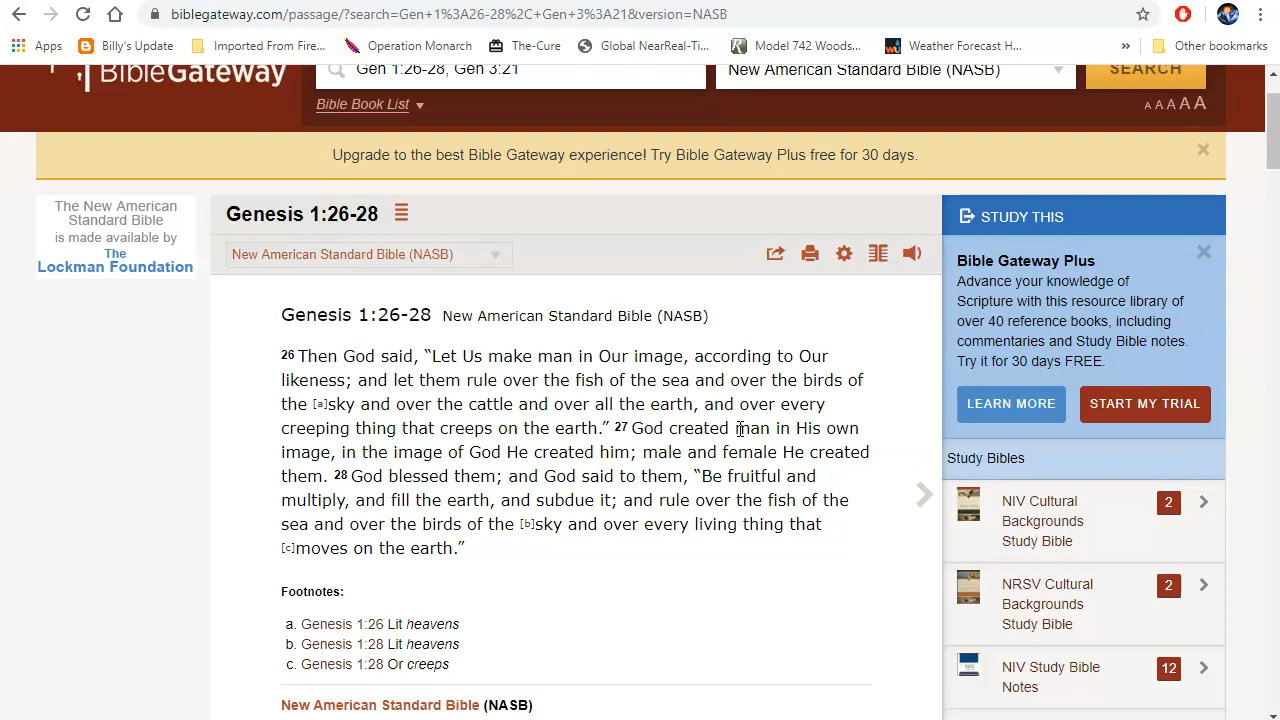 biblegateway.com/passage/?search=Gen+1%3A26-28%2C+Gen+3%3A21&version=NASB
Apps
Billy's Update
Imported From Fire...
Operation Monarch
The-Cure
Global NearReal-Ti...
Model 742 Woods...
Weather Forecast H...
»
Other bookmarks
BibleGateway
Gen 1:26-28, Gen 3:21
New American Standard Bible (NASB)
SEARCH
Bible Book List
A A A A A
Upgrade to the best Bible Gateway experience! Try Bible Gateway Plus free for 30 days.
The New American
Standard Bible
is made available by
The
Lockman Foundation
Genesis 1:26-28
New American Standard Bible (NASB)
Genesis 1:26-28 New American Standard Bible (NASB)
26 Then God said, “Let Us make man in Our image, according to Our
likeness; and let them rule over the fish of the sea and over the birds of
the [a]sky and over the cattle and over all the earth, and over every
creeping thing that creeps on the earth.” 27 God created man in His own
image, in the image of God He created him; male and female He created
them. 28 God blessed them; and God said to them, “Be fruitful and
multiply, and fill the earth, and subdue it; and rule over the fish of the
sea and over the birds of the [b]sky and over every living thing that
[c]moves on the earth.”
Footnotes:
a. Genesis 1:26 Lit heavens
b. Genesis 1:28 Lit heavens
c. Genesis 1:28 Or creeps
New American Standard Bible (NASB)
STUDY THIS
Bible Gateway Plus
Advance your knowledge of
Scripture with this resource library of
over 40 reference books, including
commentaries and Study Bible notes.
Try it for 30 days FREE.
LEARN MORE
START MY TRIAL
Study Bibles
NIV Cultural
Backgrounds
Study Bible
2
NRSV Cultural
Backgrounds
Study Bible
2
NIV Study Bible
Notes
12